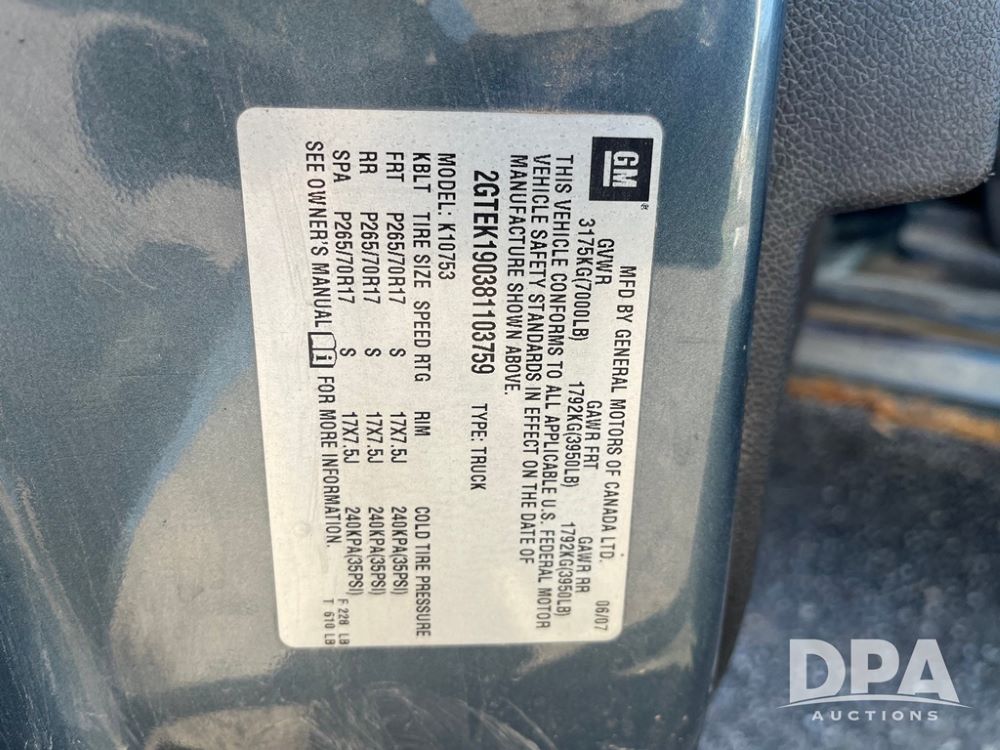 GM
MFD BY GENERAL MOTORS OF CANADA LTD. 06/07
GVWR GAWR FRT GAWR RR
3175KG(7000LB) 1792KG(3950LB) 1792KG(3950LB)
THIS VEHICLE CONFORMS TO ALL APPLICABLE U.S. FEDERAL MOTOR
VEHICLE SAFETY STANDARDS IN EFFECT ON THE DATE OF
MANUFACTURE SHOWN ABOVE.
2GTEK190381103759 TYPE: TRUCK
MODEL: K10753
KBLT TIRE SIZE SPEED RTG RIM COLD TIRE PRESSURE
FRT P265/70R17 S 17X7.5J 240KPA(35PSI)
RR P265/70R17 S 17X7.5J 240KPA(35PSI)
SPA P265/70R17 S 17X7.5J 240KPA(35PSI)
SEE OWNER'S MANUAL FOR MORE INFORMATION.
F 228 LB
T 610 LB
DPA
AUCTIONS